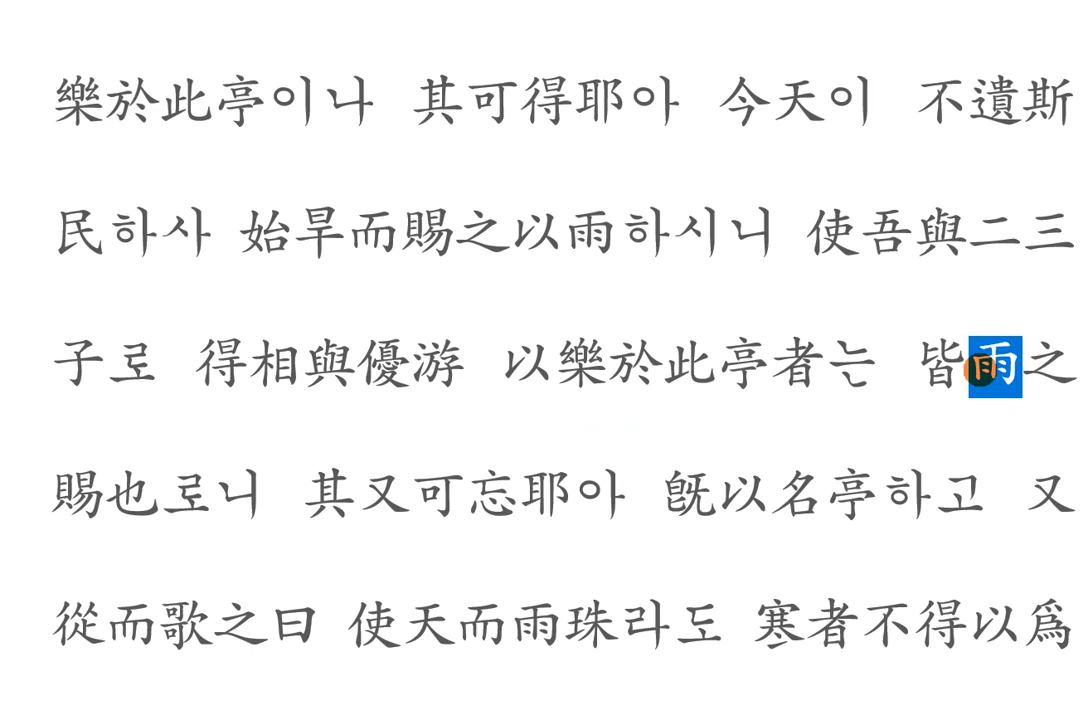 樂於此亭이나 其可得耶아 今天이 不遺斯
民하사 始旱而賜之以雨하시니 使吾與二三
子로 得相與優游 以樂於此亭者는 皆雨之
賜也로니 其又可忘耶아 旣以名亭하고 又
從而歌之曰 使天而雨珠라도 寒者不得以爲